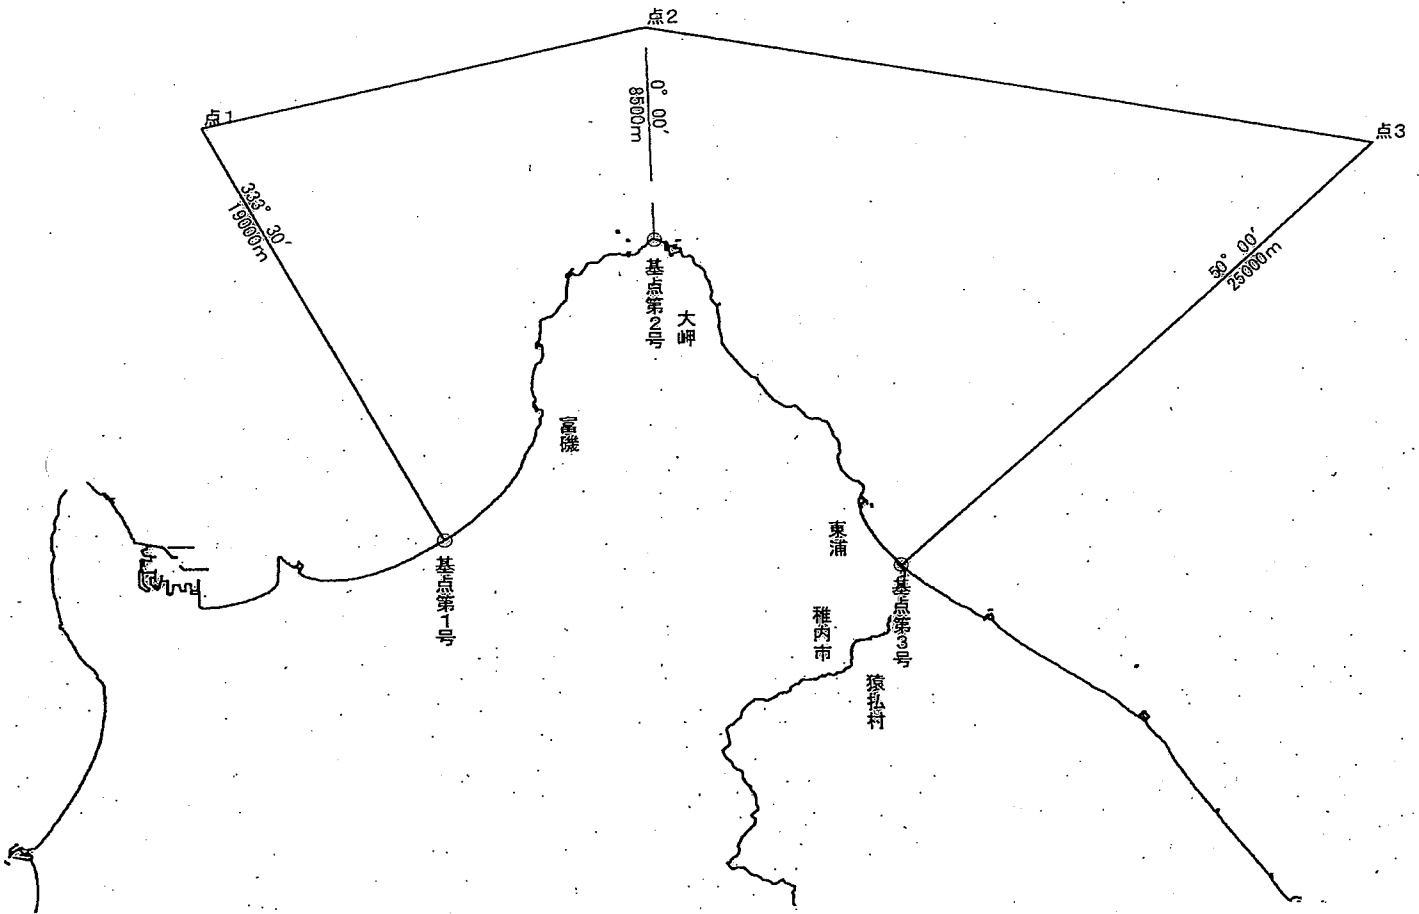 点2
点1
0° 00′
8500m
点3
333° 30′
19000m
50° 00′
25000m
基点第2号
大岬
富磯
東浦
基点第1号
基点第3号
稚内市
猿払村